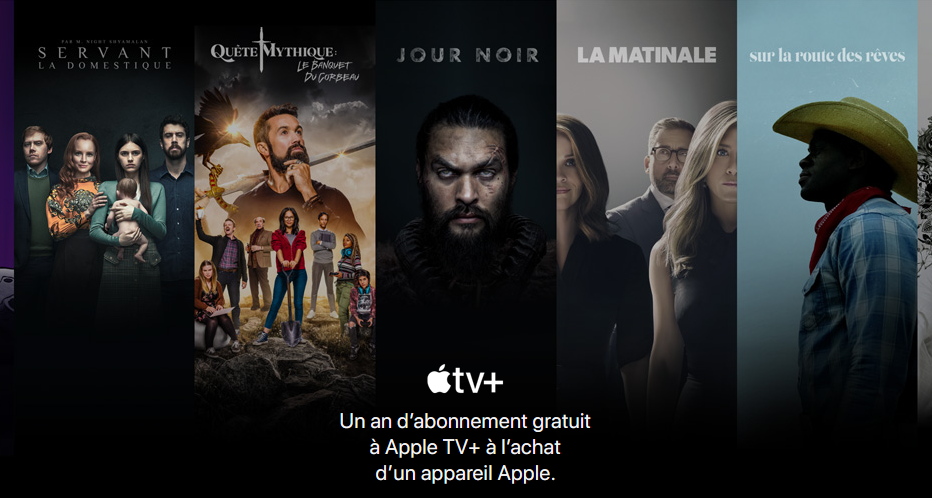 PAR M. NIGHT SHYAMALAN
SERVANT
LA DOMESTIQUE
QUÊTE MYTHIQUE :
LE BANQUET
DU CORBEAU
JOUR NOIR
LA MATINALE
sur la route des rêves
tv+
Un an d’abonnement gratuit
à Apple TV+ à l’achat
d’un appareil Apple.